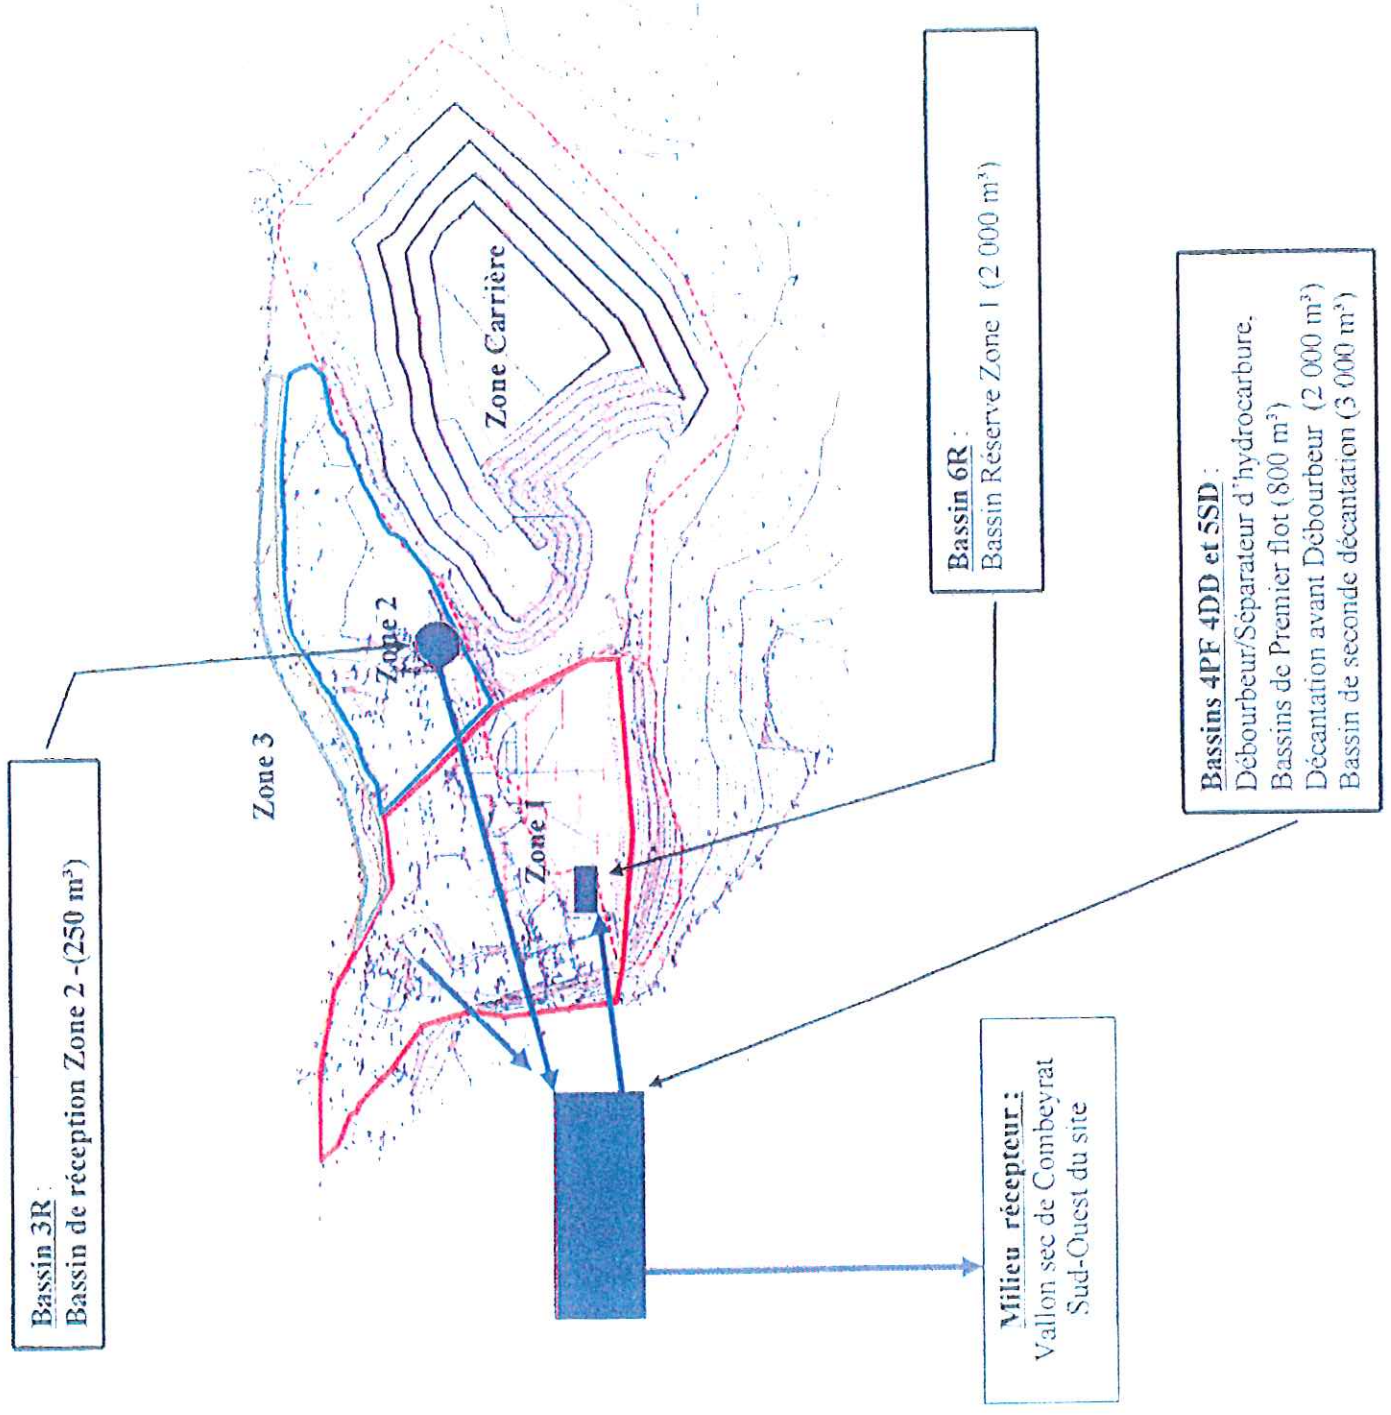 Bassin 3R :
Bassin de réception Zone 2 -(250 m³)
Zone 3
Zone 2
Zone Carrière
Zone 1
Bassin 6R :
Bassin Réserve Zone 1 (2 000 m³)
Bassins 4PF 4DD et 5SD :
Débourbeur/Séparateur d'hydrocarbure.
Bassins de Premier flot (800 m³)
Décantation avant Débourbeur (2 000 m³)
Bassin de seconde décantation (3 000 m³)
Milieu récepteur :
Vallon sec de Combeyrat
Sud-Ouest du site